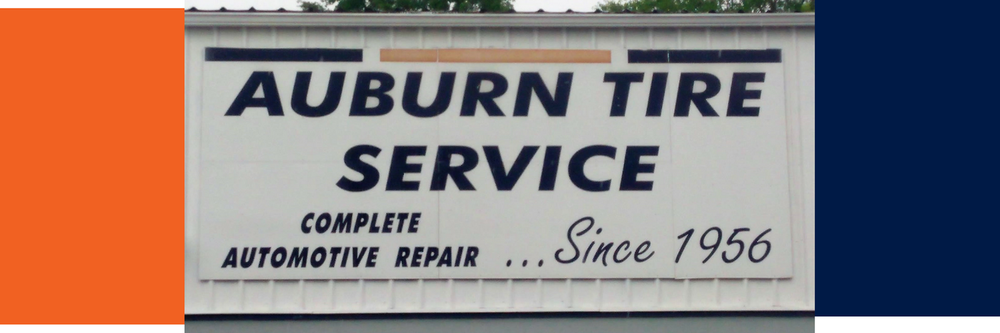 AUBURN TIRE
SERVICE
COMPLETE
AUTOMOTIVE REPAIR ...Since 1956